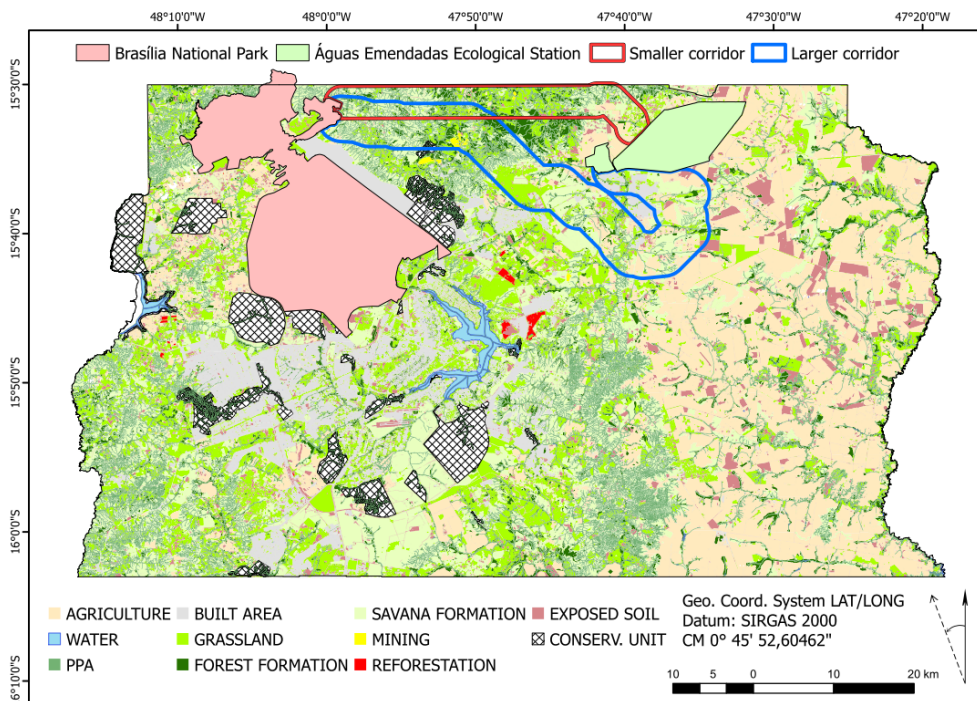 48°10'0"W 48°00'0"W 47°50'0"W 47°40'0"W 47°30'0"W 47°20'0"W
Brasília National Park Águas Emendadas Ecological Station Smaller corridor Larger corridor
15°30'0"S
15°40'0"S
15°50'0"S
16°00'0"S
6°10'0"S
AGRICULTURE BUILT AREA SAVANA FORMATION EXPOSED SOIL
WATER GRASSLAND MINING CONSERV. UNIT
PPA FOREST FORMATION REFORESTATION
Geo. Coord. System LAT/LONG
Datum: SIRGAS 2000
CM 0° 45' 52,60462"
10 5 0 10 20 km